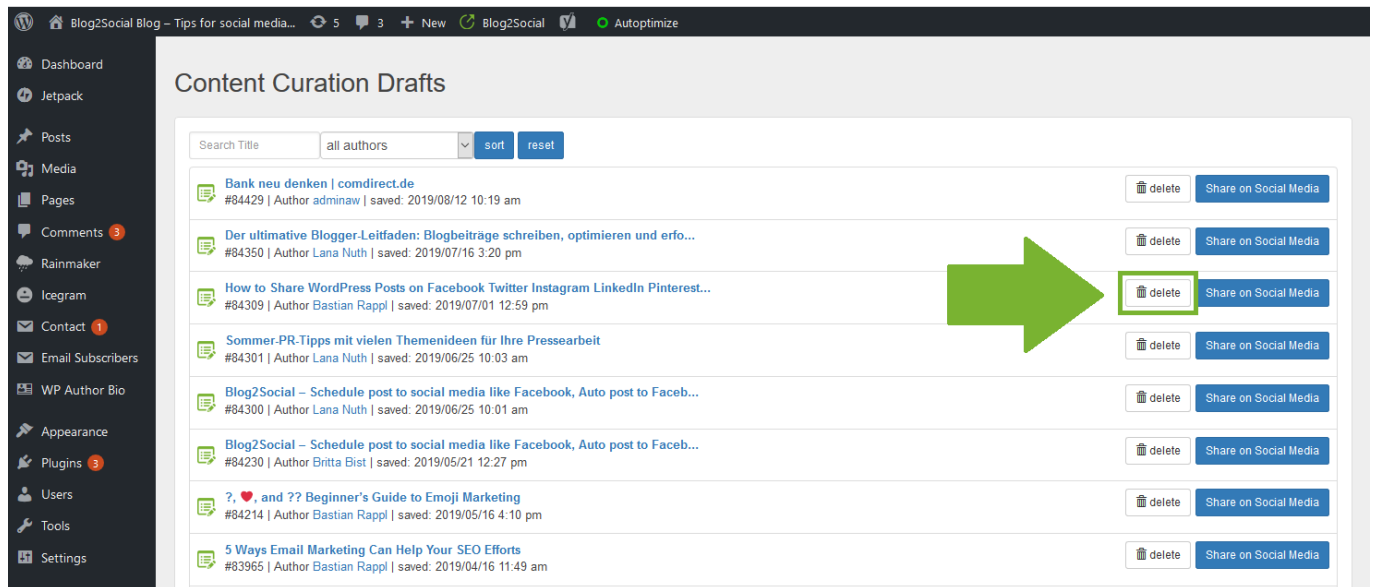 Blog2Social Blog – Tips for social media... 5 3 + New Blog2Social Autoptimize
Dashboard
Jetpack
Posts
Media
Pages
Comments 3
Rainmaker
Icegram
Contact 1
Email Subscribers
WP Author Bio
Appearance
Plugins 3
Users
Tools
Settings
Content Curation Drafts
Search Title all authors sort reset
Bank neu denken | comdirect.de
#84429 | Author adminaw | saved: 2019/08/12 10:19 am
delete Share on Social Media
Der ultimative Blogger-Leitfaden: Blogbeiträge schreiben, optimieren und erfo...
#84350 | Author Lana Nuth | saved: 2019/07/16 3:20 pm
delete Share on Social Media
How to Share WordPress Posts on Facebook Twitter Instagram LinkedIn Pinterest...
#84309 | Author Bastian Rappl | saved: 2019/07/01 12:59 pm
delete Share on Social Media
Sommer-PR-Tipps mit vielen Themenideen für Ihre Pressearbeit
#84301 | Author Lana Nuth | saved: 2019/06/25 10:03 am
delete Share on Social Media
Blog2Social – Schedule post to social media like Facebook, Auto post to Faceb...
#84300 | Author Lana Nuth | saved: 2019/06/25 10:01 am
delete Share on Social Media
Blog2Social – Schedule post to social media like Facebook, Auto post to Faceb...
#84230 | Author Britta Bist | saved: 2019/05/21 12:27 pm
delete Share on Social Media
?, ❤, and ?? Beginner's Guide to Emoji Marketing
#84214 | Author Bastian Rappl | saved: 2019/05/16 4:10 pm
delete Share on Social Media
5 Ways Email Marketing Can Help Your SEO Efforts
#83965 | Author Bastian Rappl | saved: 2019/04/16 11:49 am
delete Share on Social Media